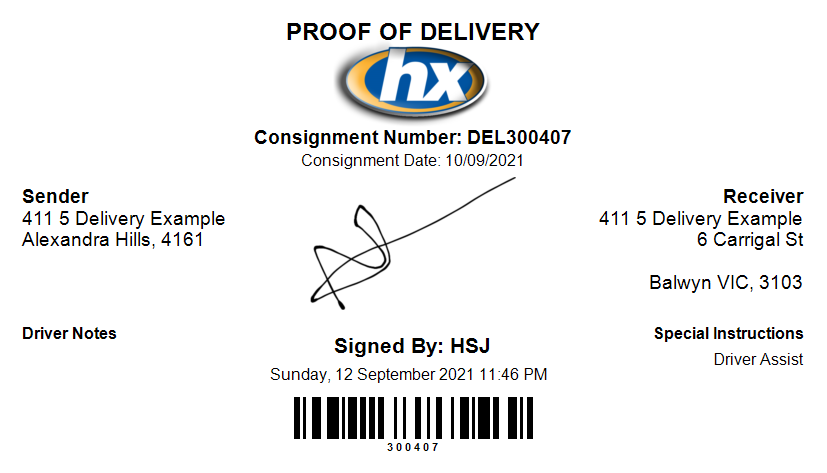 PROOF OF DELIVERY
hx
Consignment Number: DEL300407
Consignment Date: 10/09/2021
Sender
411 5 Delivery Example
Alexandra Hills, 4161
Receiver
411 5 Delivery Example
6 Carrigal St
Balwyn VIC, 3103
Driver Notes
Signed By: HSJ
Sunday, 12 September 2021 11:46 PM
Special Instructions
Driver Assist
300407